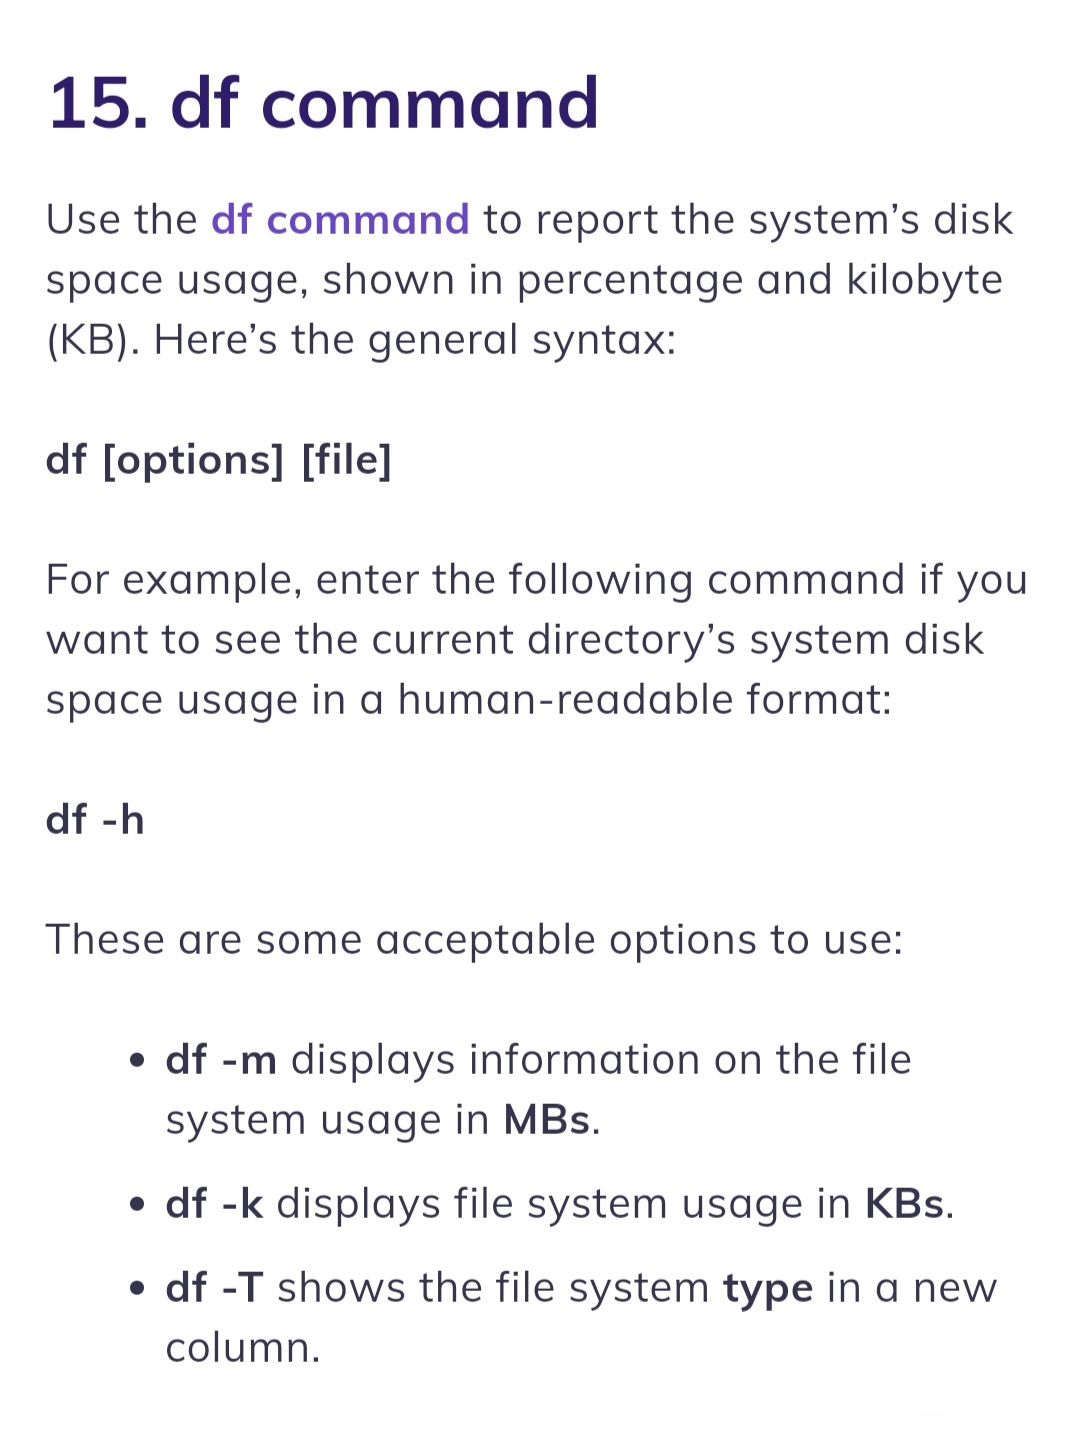 15. df command
Use the df command to report the system’s disk
space usage, shown in percentage and kilobyte
(KB). Here’s the general syntax:
df [options] [file]
For example, enter the following command if you
want to see the current directory’s system disk
space usage in a human-readable format:
df -h
These are some acceptable options to use:
• df -m displays information on the file
system usage in MBs.
• df -k displays file system usage in KBs.
• df -T shows the file system type in a new
column.